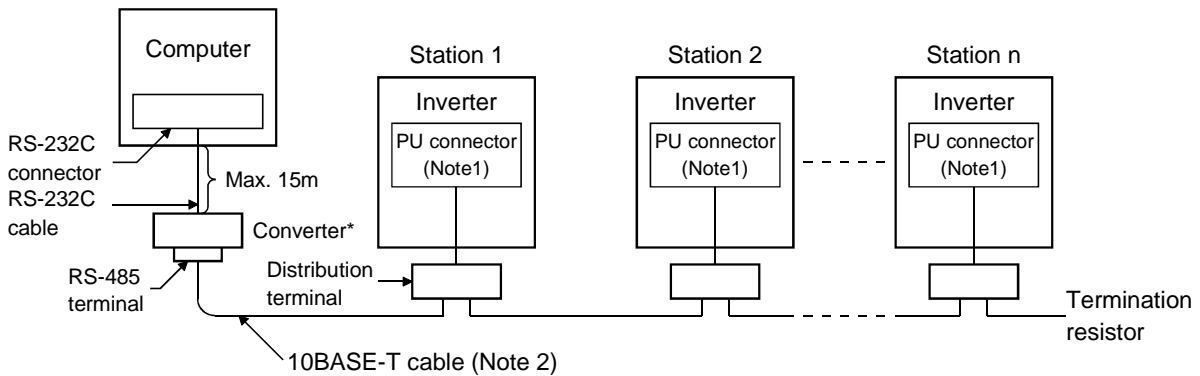 Computer
Station 1
Station 2
Station n
Inverter
Inverter
Inverter
PU connector
(Note1)
PU connector
(Note1)
PU connector
(Note1)
RS-232C
connector
Max. 15m
RS-232C
cable
Converter*
RS-485
terminal
Distribution
terminal
Termination
resistor
10BASE-T cable (Note 2)